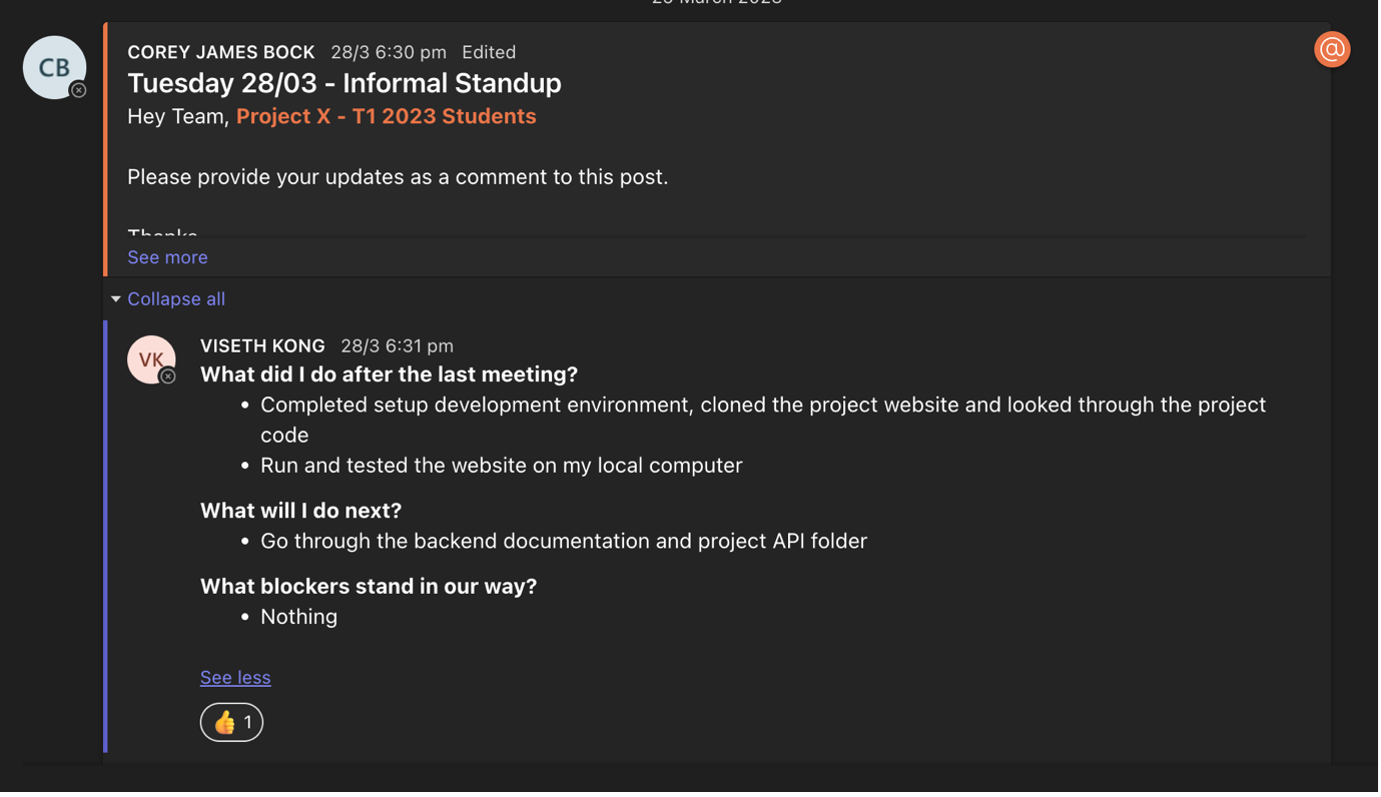 CB
COREY JAMES BOCK 28/3 6:30 pm Edited
@
Tuesday 28/03 - Informal Standup
Hey Team, Project X - T1 2023 Students
Please provide your updates as a comment to this post.
See more
Collapse all
VK
VISETH KONG 28/3 6:31 pm
What did I do after the last meeting?
• Completed setup development environment, cloned the project website and looked through the project
code
• Run and tested the website on my local computer
What will I do next?
• Go through the backend documentation and project API folder
What blockers stand in our way?
• Nothing
See less
👍 1